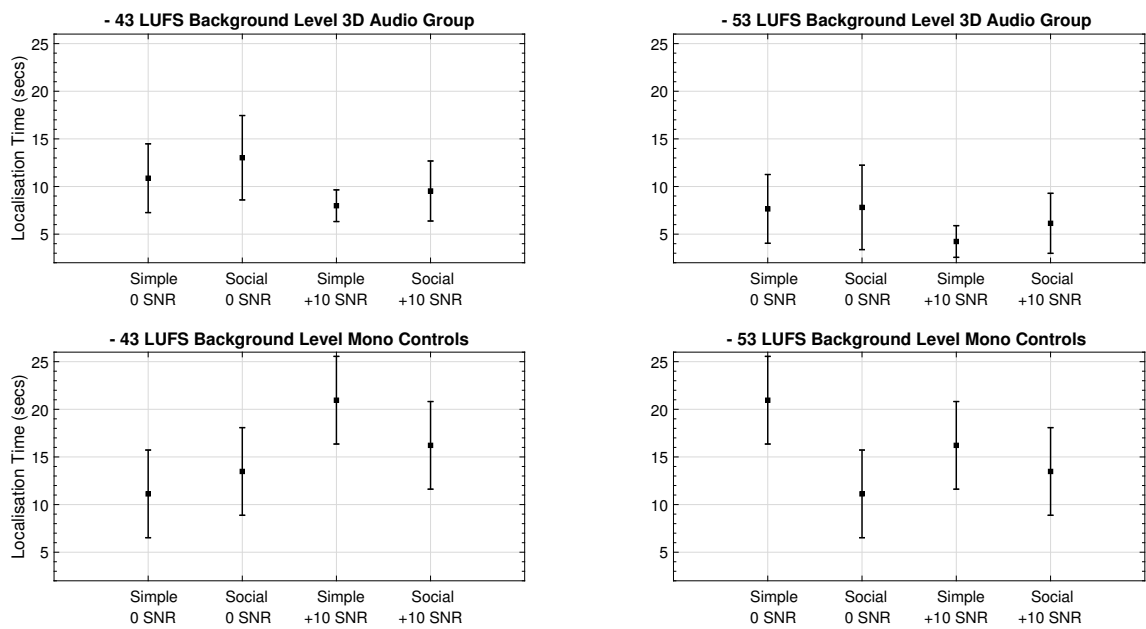 - 43 LUFS Background Level 3D Audio Group
25
20
15
10
5
Localisation Time (secs)
Simple Social Simple Social
0 SNR 0 SNR +10 SNR +10 SNR
- 53 LUFS Background Level 3D Audio Group
25
20
15
10
5
Simple Social Simple Social
0 SNR 0 SNR +10 SNR +10 SNR
- 43 LUFS Background Level Mono Controls
25
20
15
10
5
Localisation Time (secs)
Simple Social Simple Social
0 SNR 0 SNR +10 SNR +10 SNR
- 53 LUFS Background Level Mono Controls
25
20
15
10
5
Simple Social Simple Social
0 SNR 0 SNR +10 SNR +10 SNR